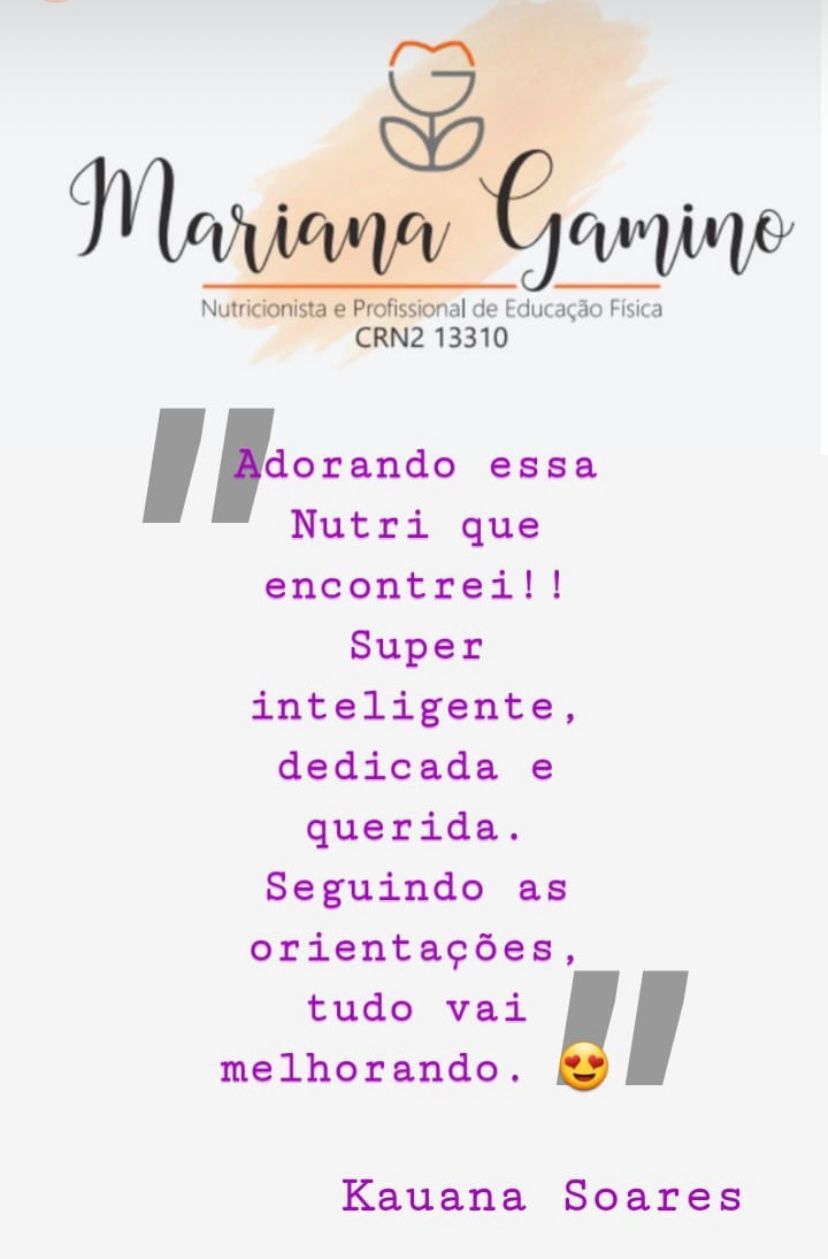 Mariana Gamino
Nutricionista e Profissional de Educação Física
CRN2 13310
"Adorando essa
Nutri que
encontrei!!
Super
inteligente,
dedicada e
querida.
Seguindo as
orientações,
tudo vai
melhorando. 😍"
Kauana Soares